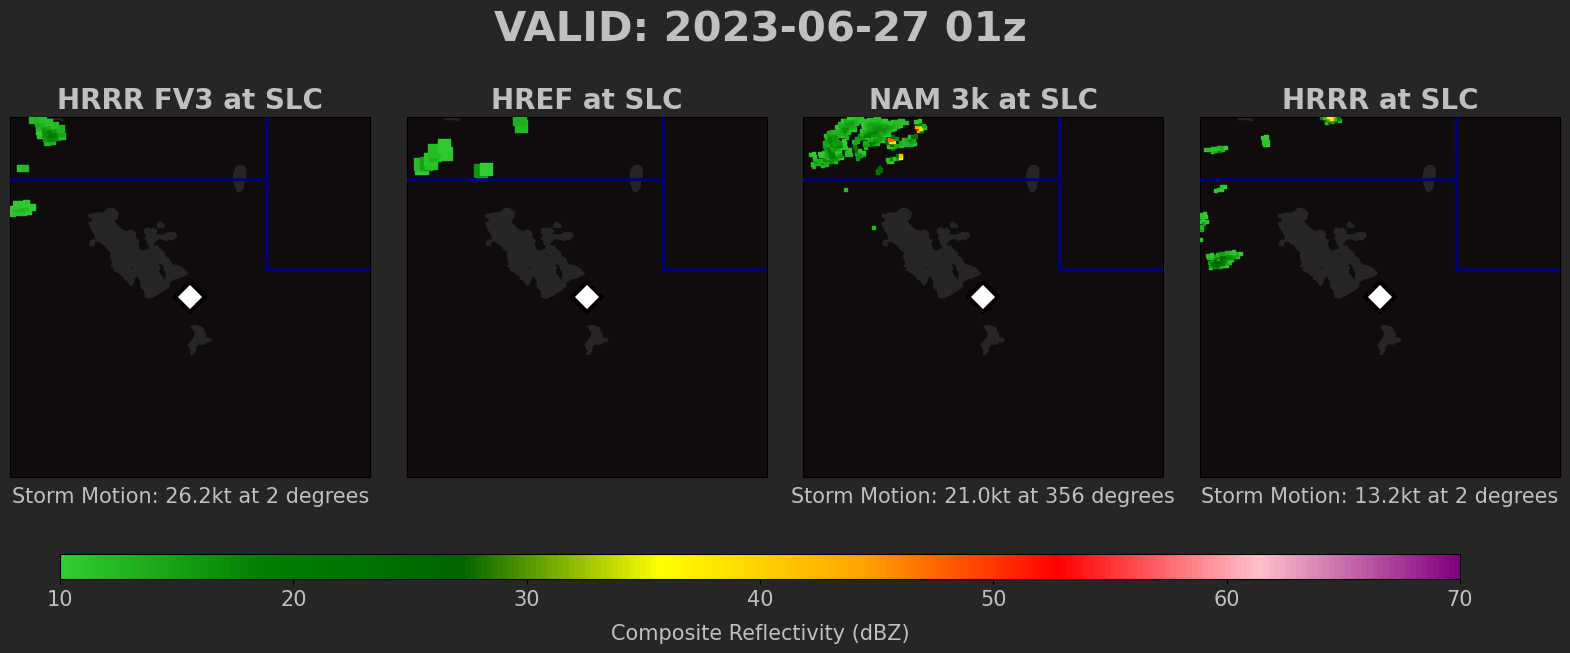 VALID: 2023-06-27 01z
HRRR FV3 at SLC
HREF at SLC
NAM 3k at SLC
HRRR at SLC
Storm Motion: 26.2kt at 2 degrees
Storm Motion: 21.0kt at 356 degrees
Storm Motion: 13.2kt at 2 degrees
10 20 30 40 50 60 70
Composite Reflectivity (dBZ)